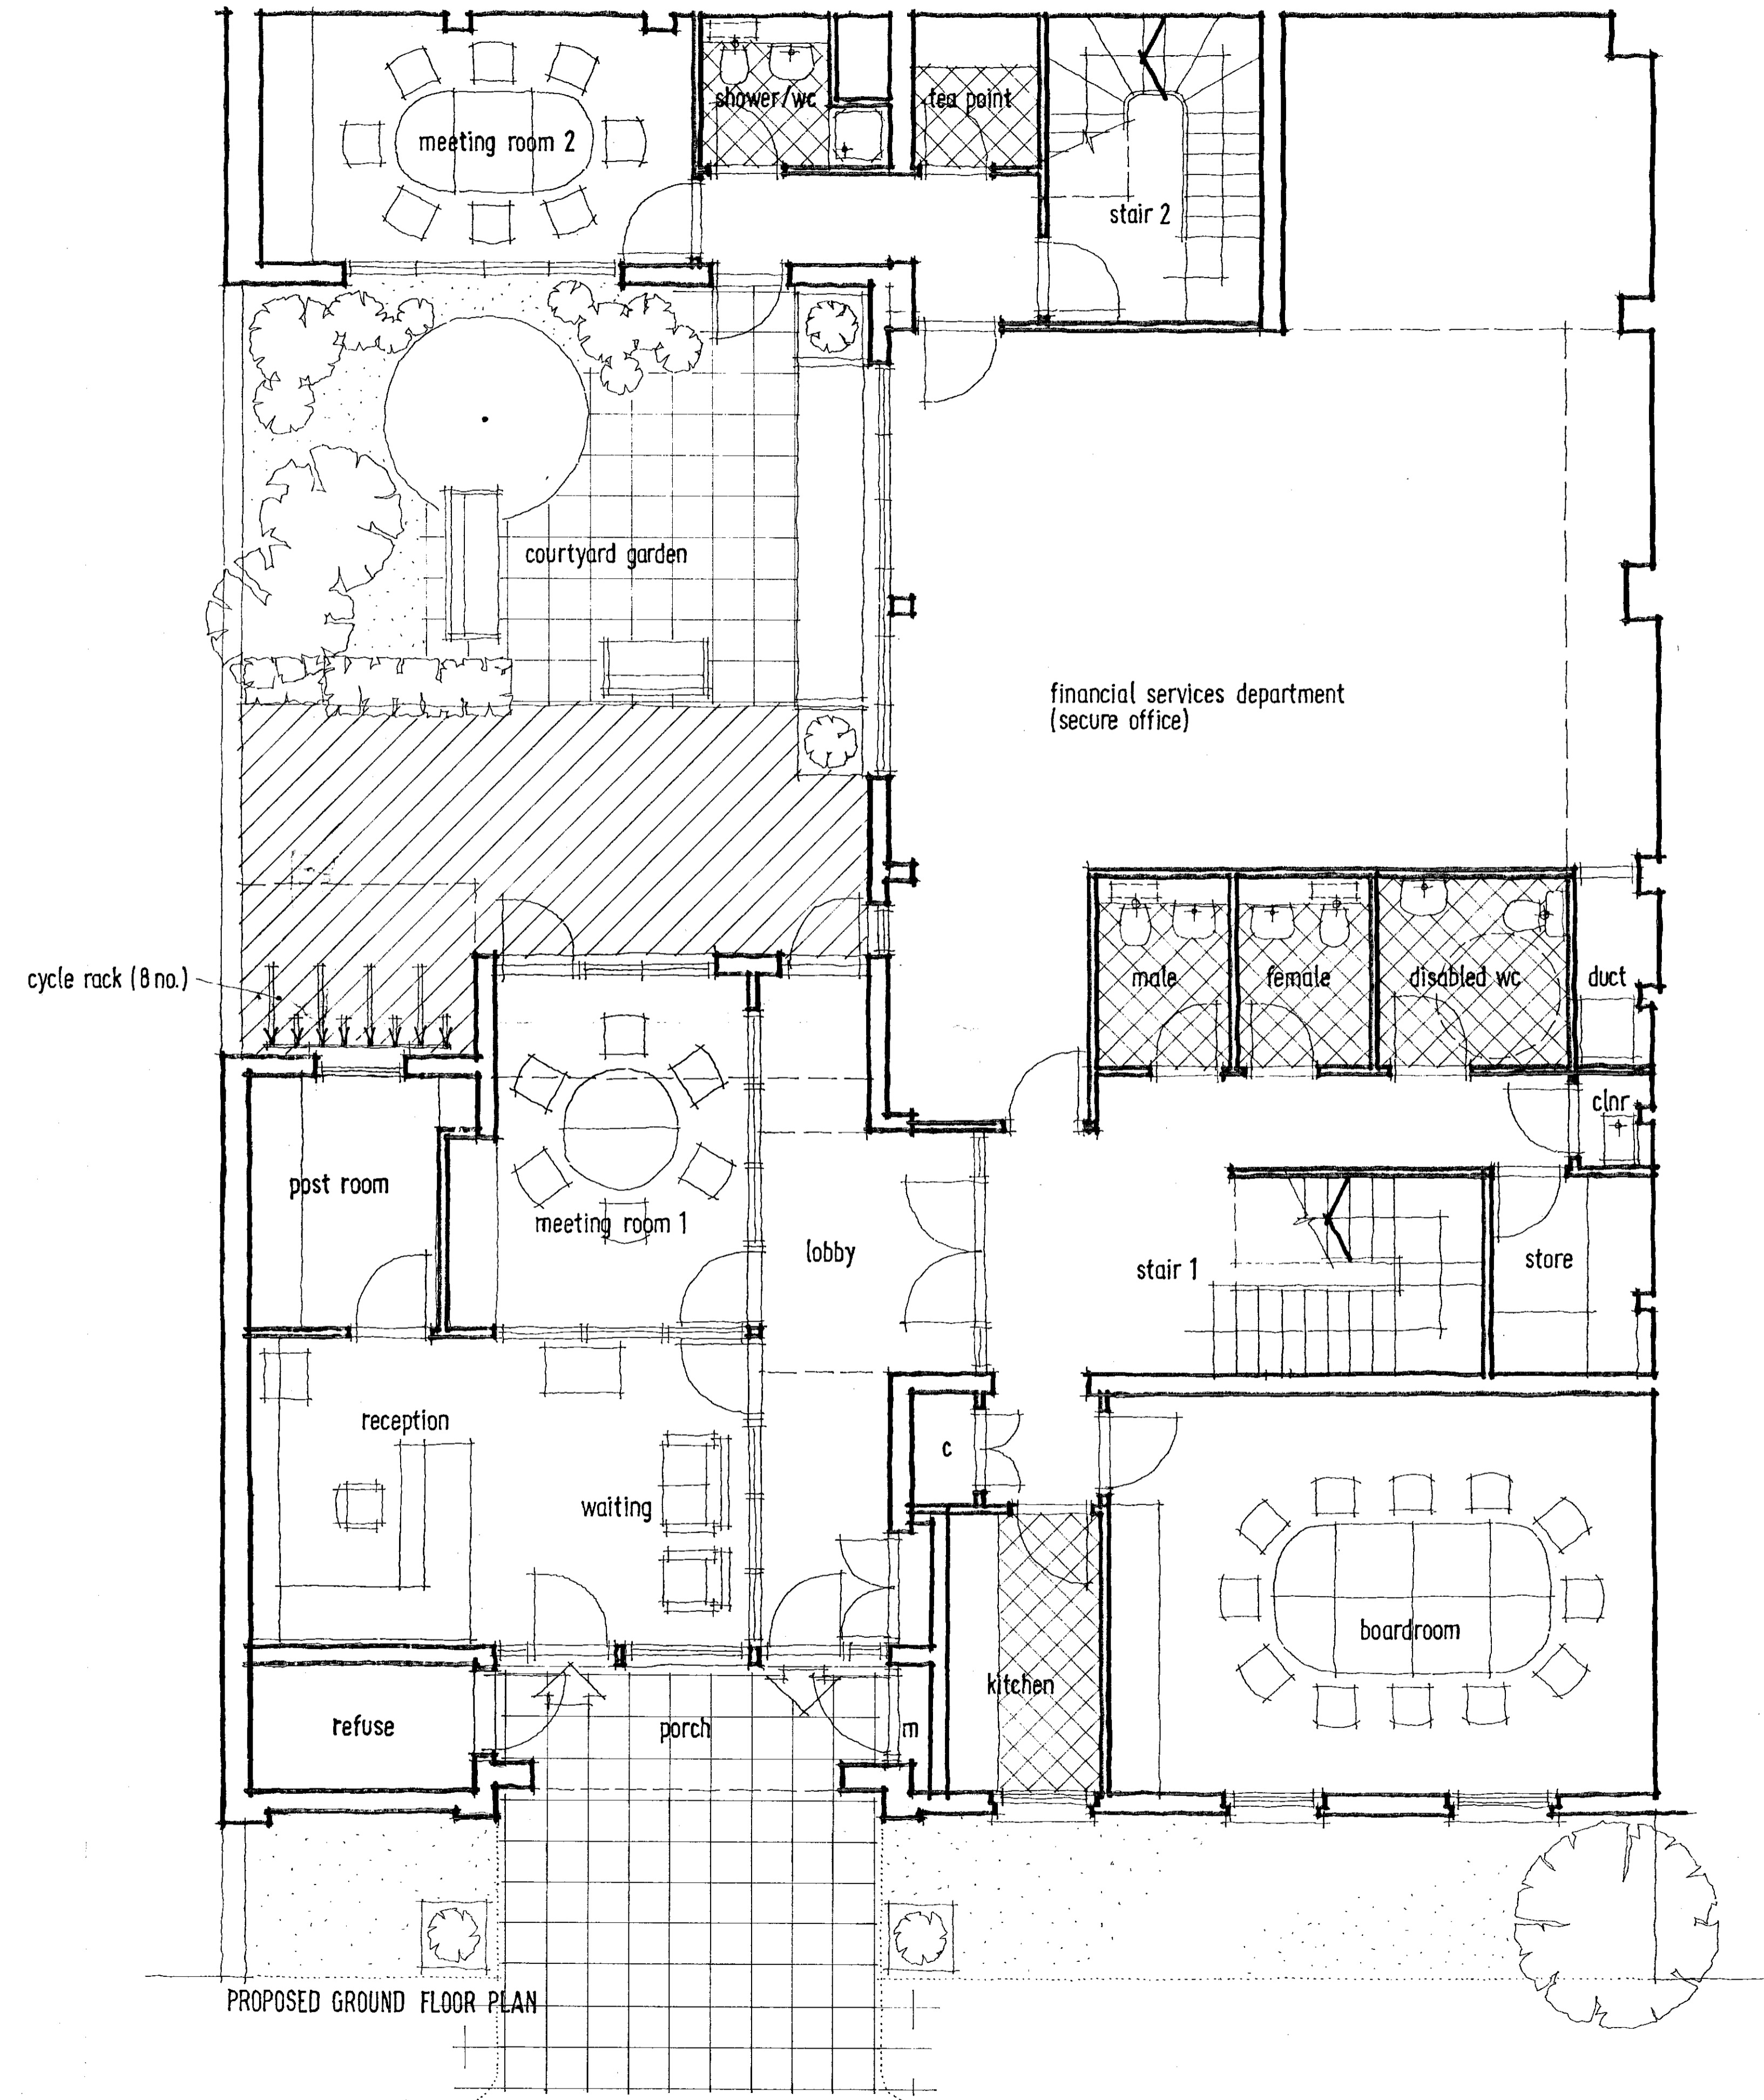 shower/wc
tea point
meeting room 2
stair 2
courtyard garden
financial services department
(secure office)
cycle rack (8 no.)
male
female
disabled wc
duct
clnr
post room
meeting room 1
lobby
stair 1
store
reception
c
waiting
boardroom
kitchen
refuse
porch
m
PROPOSED GROUND FLOOR PLAN